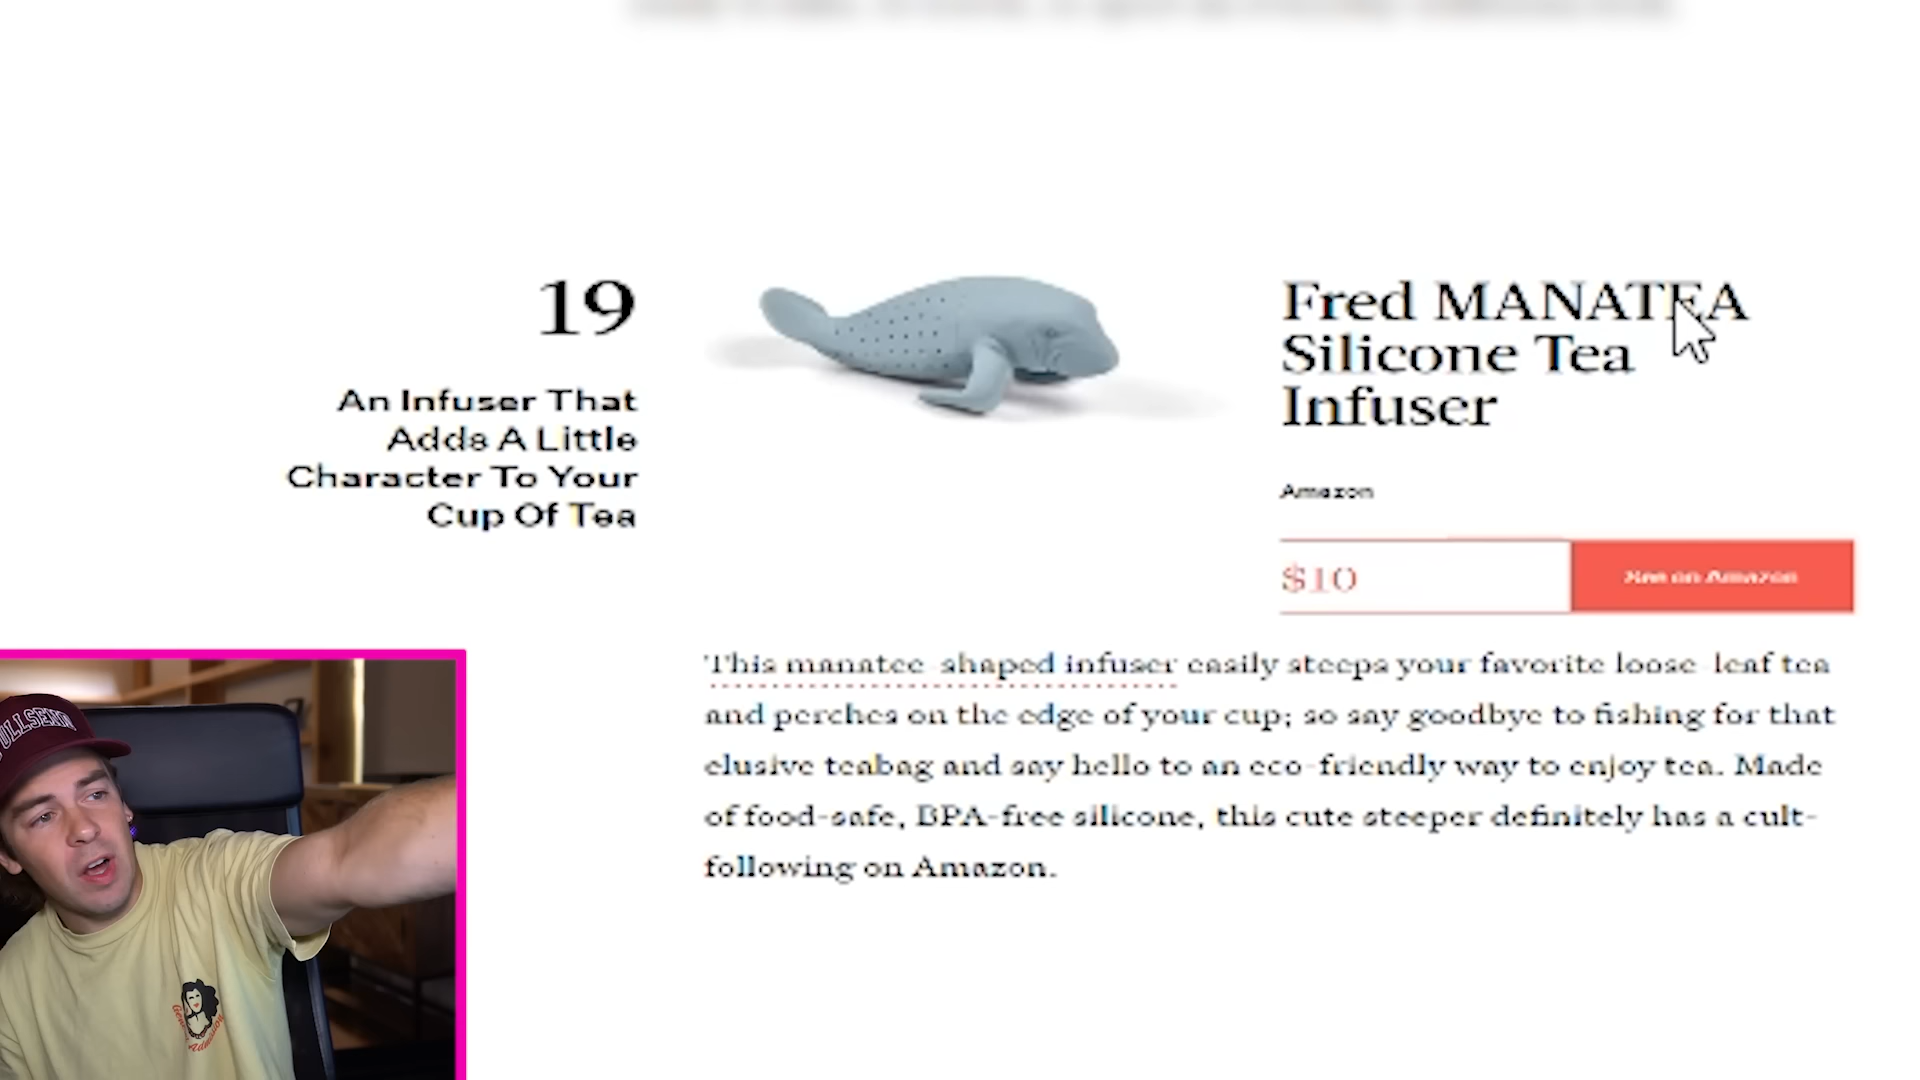 19
An Infuser That
Adds A Little
Character To Your
Cup Of Tea
Fred MANATEA
Silicone Tea
Infuser
Amazon
$10
See on Amazon
This manatee-shaped infuser easily steeps your favorite loose-leaf tea
and perches on the edge of your cup; so say goodbye to fishing for that
elusive teabag and say hello to an eco-friendly way to enjoy tea. Made
of food-safe, BPA-free silicone, this cute steeper definitely has a cult-
following on Amazon.